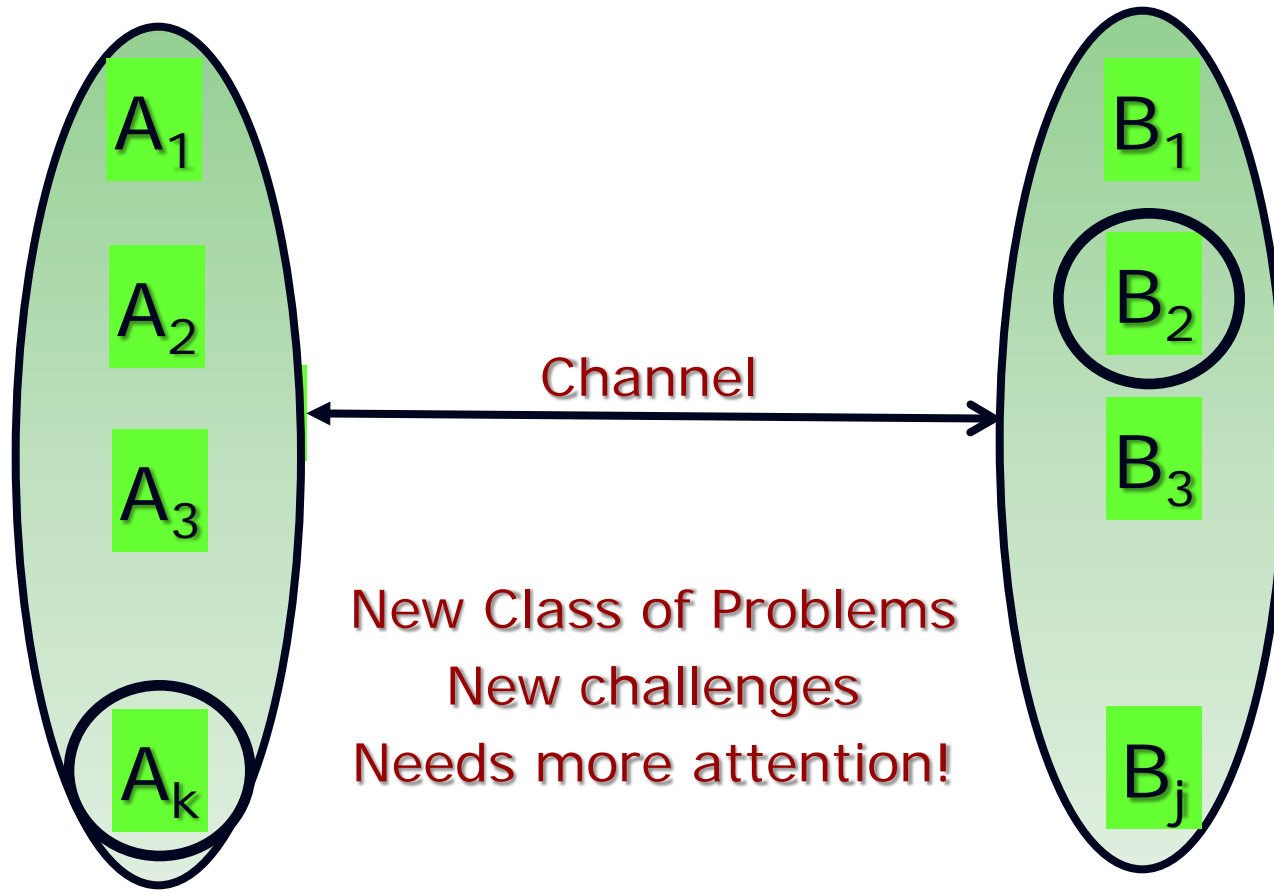 A₁
A₂
A₃
Aₖ
Channel
New Class of Problems
New challenges
Needs more attention!
B₁
B₂
B₃
Bⱼ